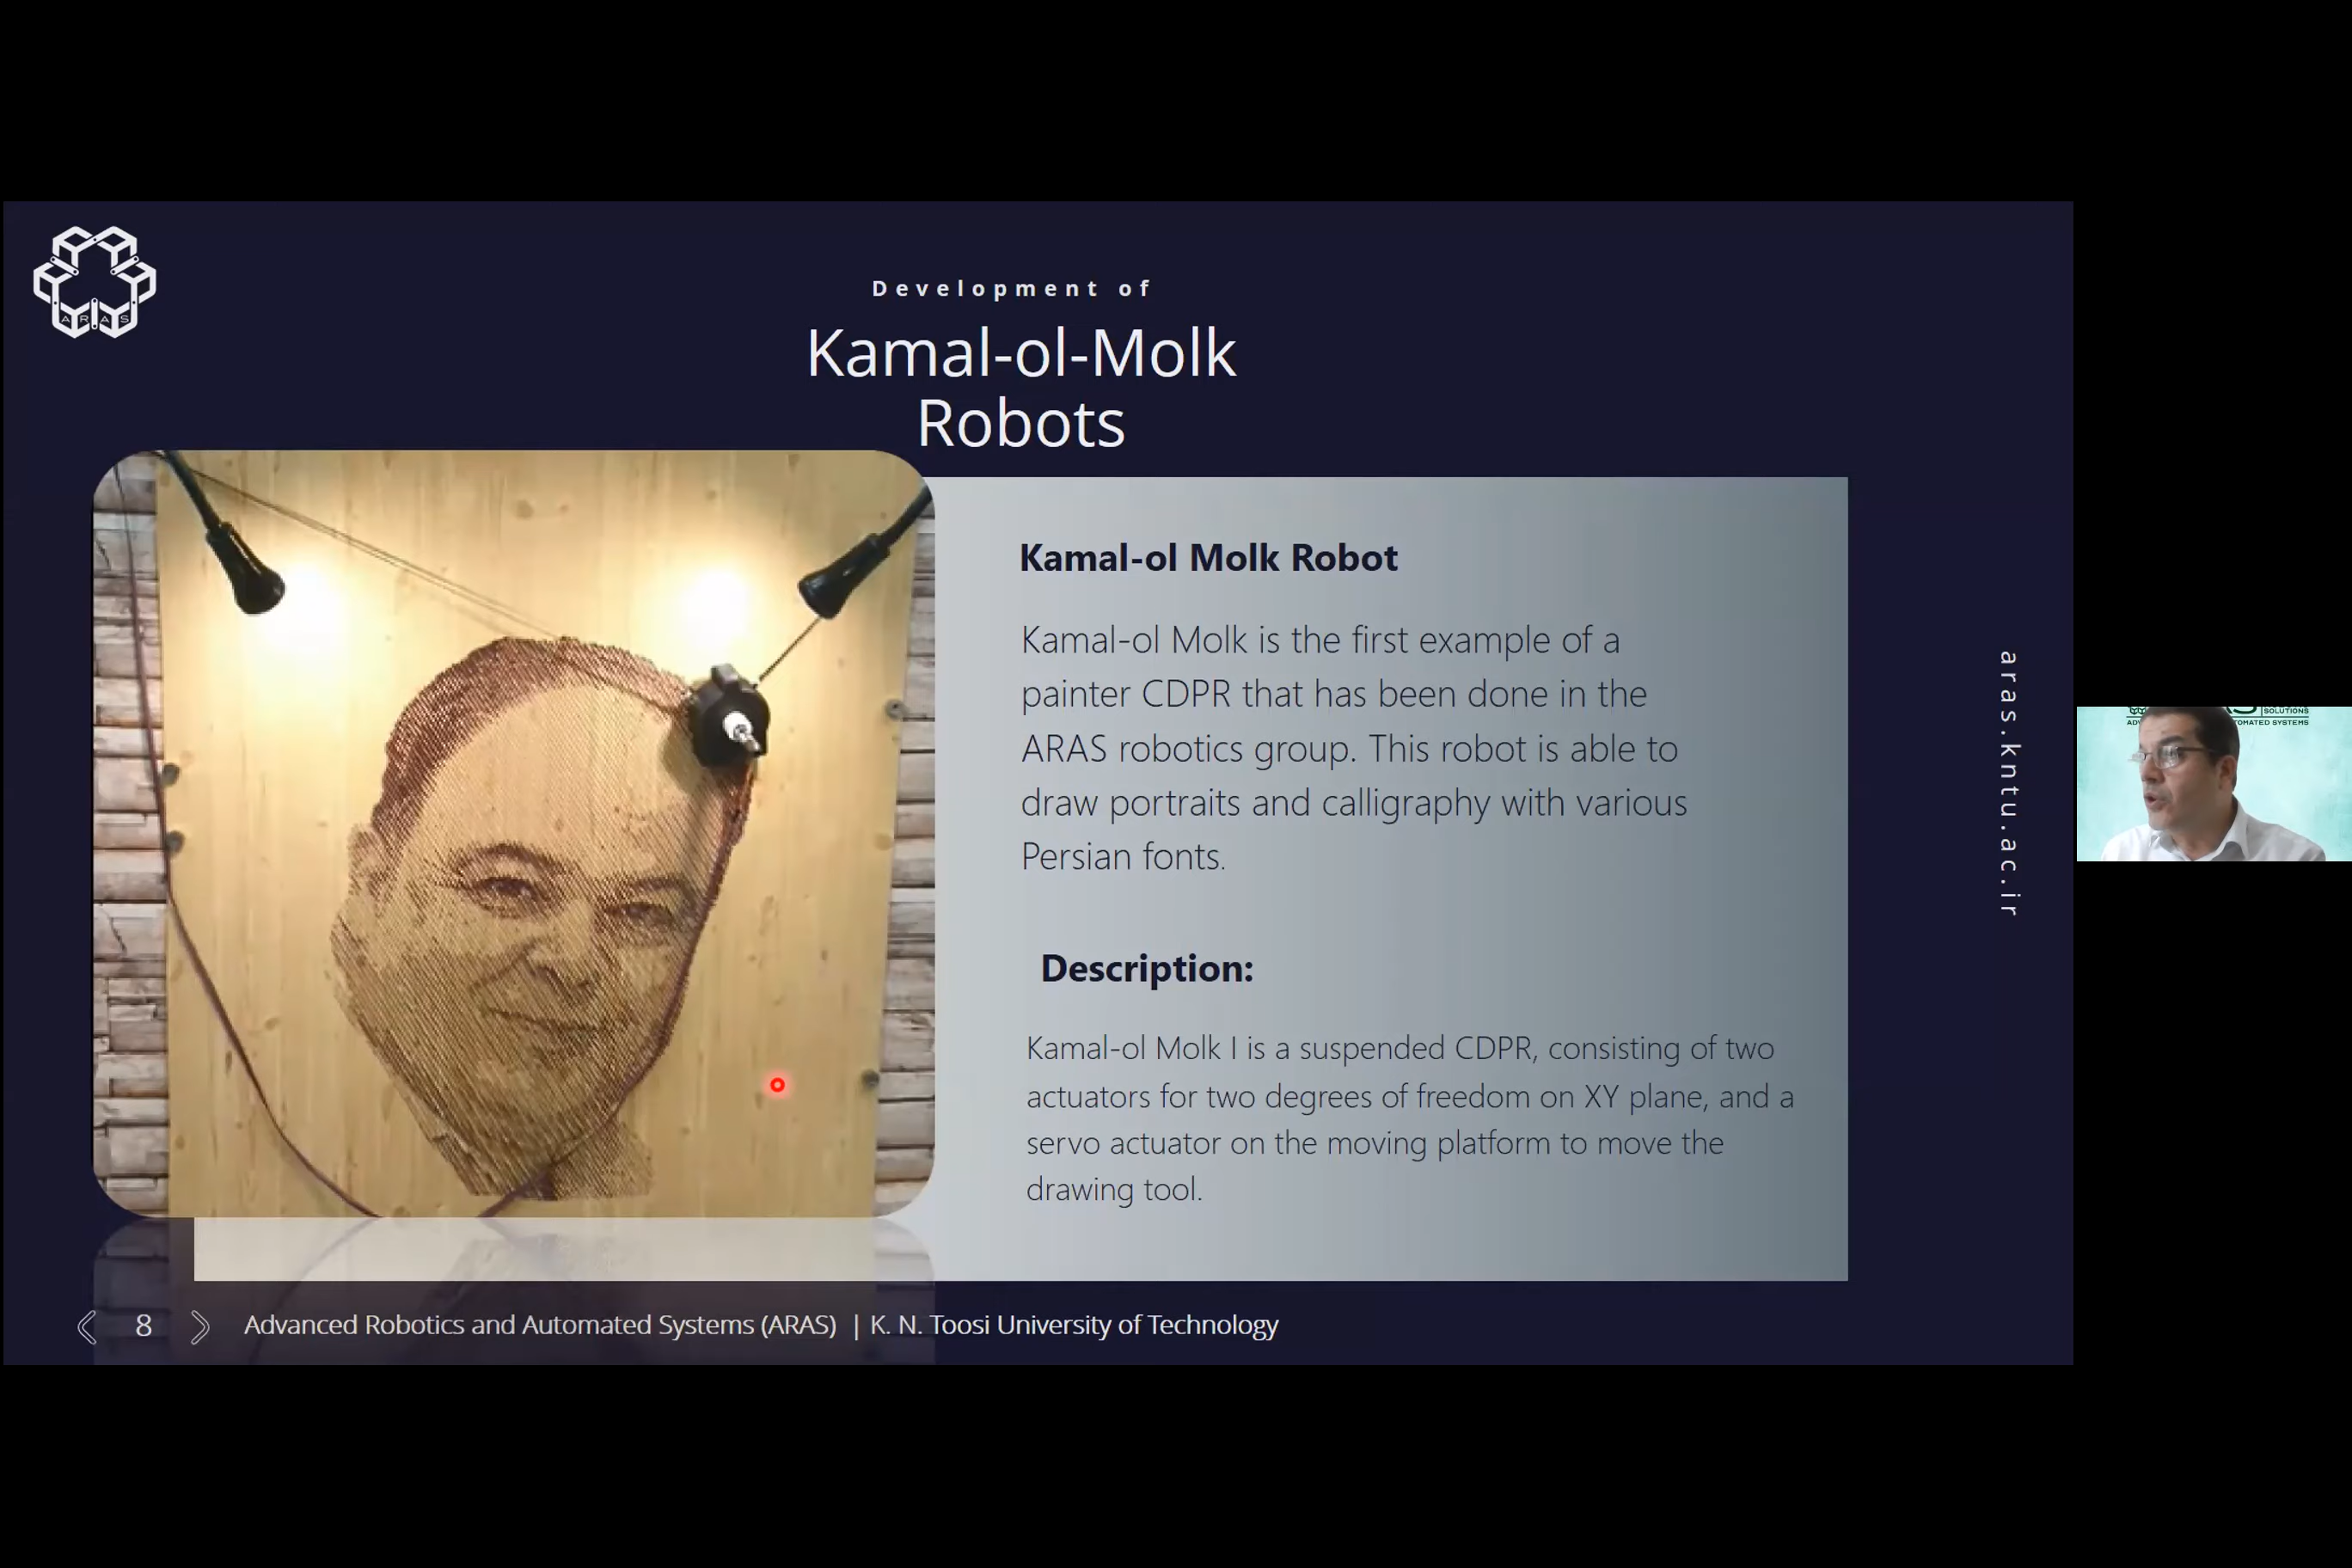 Development of
Kamal-ol-Molk
Robots
Kamal-ol Molk Robot
Kamal-ol Molk is the first example of a
painter CDPR that has been done in the
ARAS robotics group. This robot is able to
draw portraits and calligraphy with various
Persian fonts.
Description:
Kamal-ol Molk I is a suspended CDPR, consisting of two
actuators for two degrees of freedom on XY plane, and a
servo actuator on the moving platform to move the
drawing tool.
aras.kntu.ac.ir
8
Advanced Robotics and Automated Systems (ARAS) | K. N. Toosi University of Technology
ARAS
SOLUTIONS